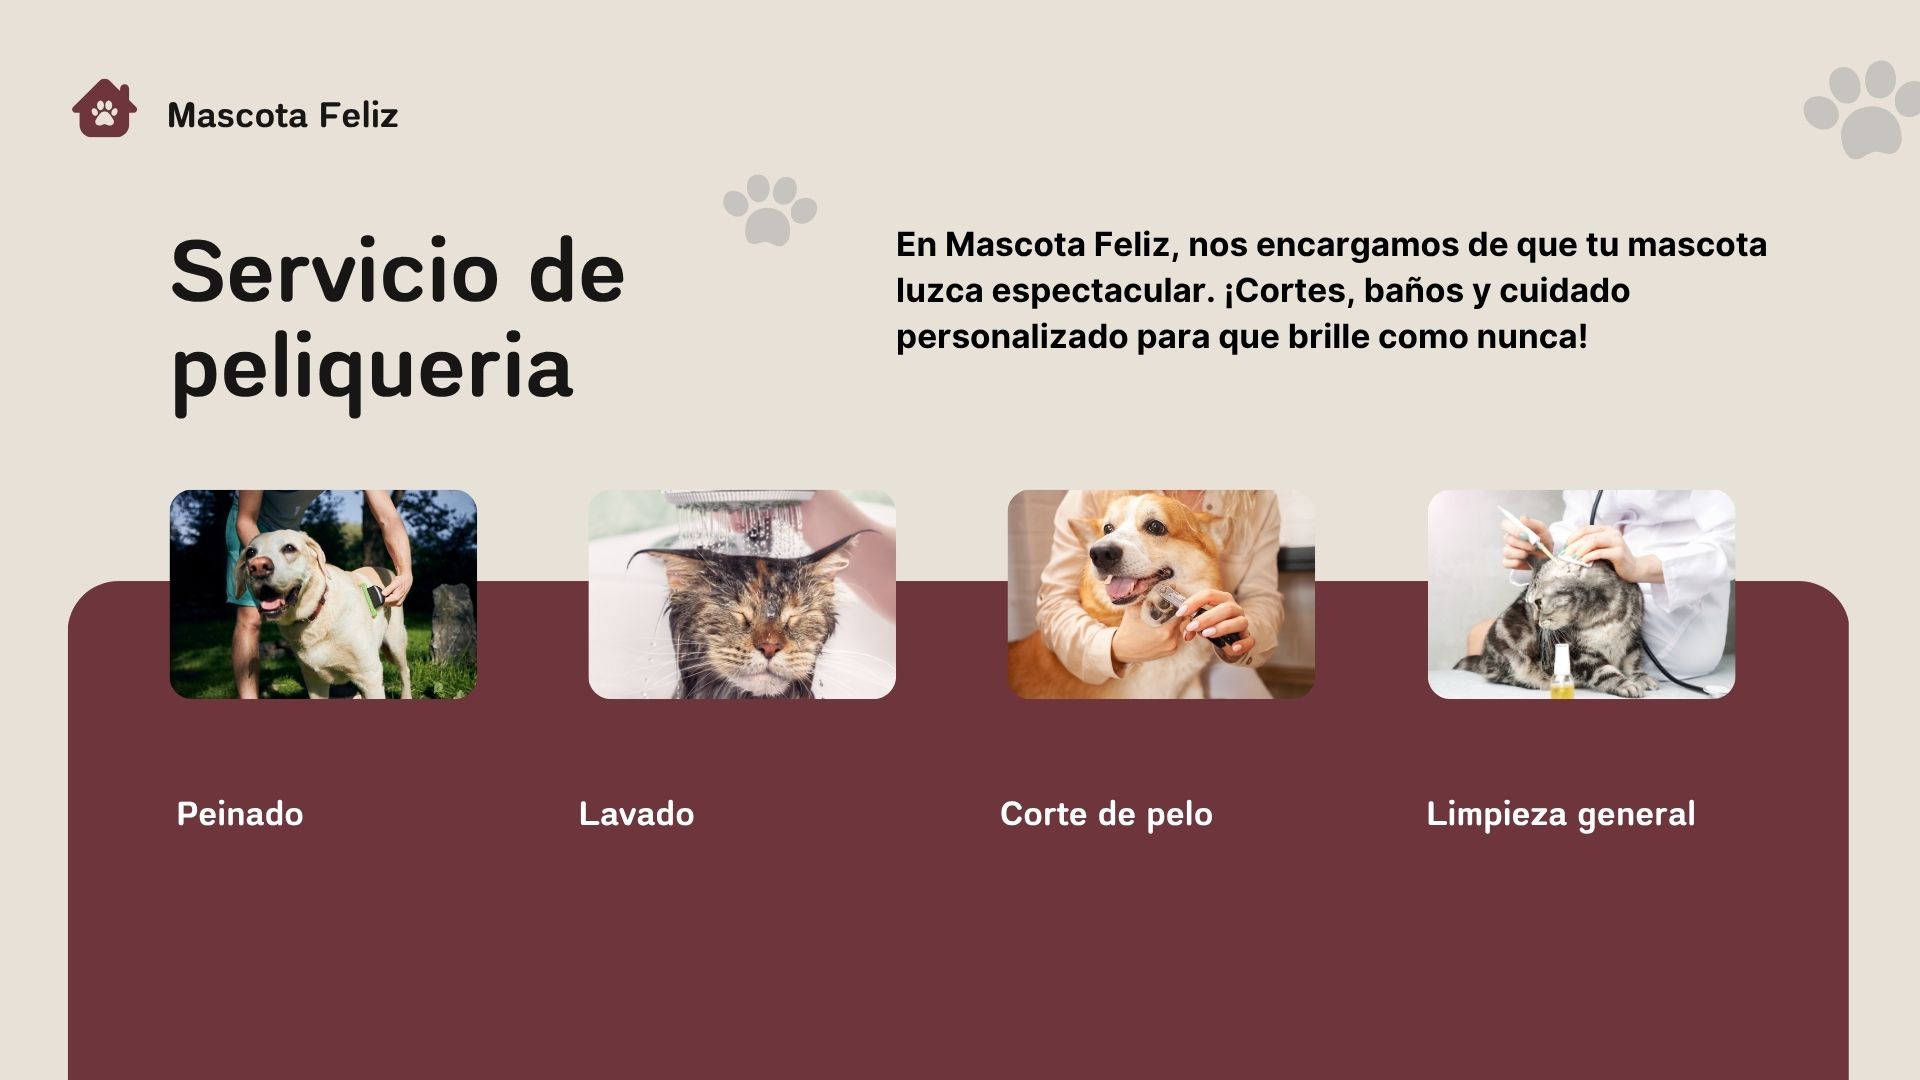 Mascota Feliz
Servicio de
peliqueria
En Mascota Feliz, nos encargamos de que tu mascota
luzca espectacular. ¡Cortes, baños y cuidado
personalizado para que brille como nunca!
Peinado
Lavado
Corte de pelo
Limpieza general